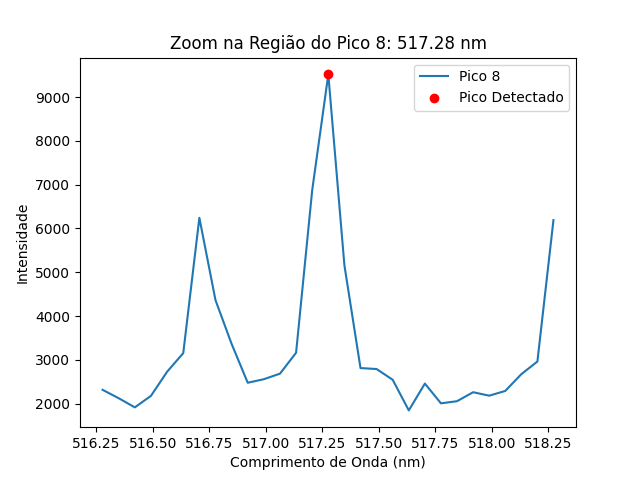 Zoom na Região do Pico 8: 517.28 nm
Pico 8
Pico Detectado
Intensidade
9000
8000
7000
6000
5000
4000
3000
2000
516.25 516.50 516.75 517.00 517.25 517.50 517.75 518.00 518.25
Comprimento de Onda (nm)